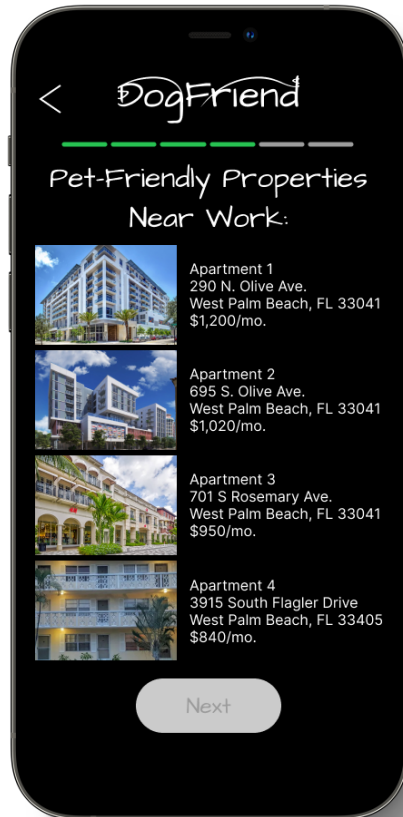 DogFriend
Pet-Friendly Properties
Near Work:
Apartment 1
290 N. Olive Ave.
West Palm Beach, FL 33041
$1,200/mo.
Apartment 2
695 S. Olive Ave.
West Palm Beach, FL 33041
$1,020/mo.
Apartment 3
701 S Rosemary Ave.
West Palm Beach, FL 33041
$950/mo.
Apartment 4
3915 South Flagler Drive
West Palm Beach, FL 33405
$840/mo.
Next